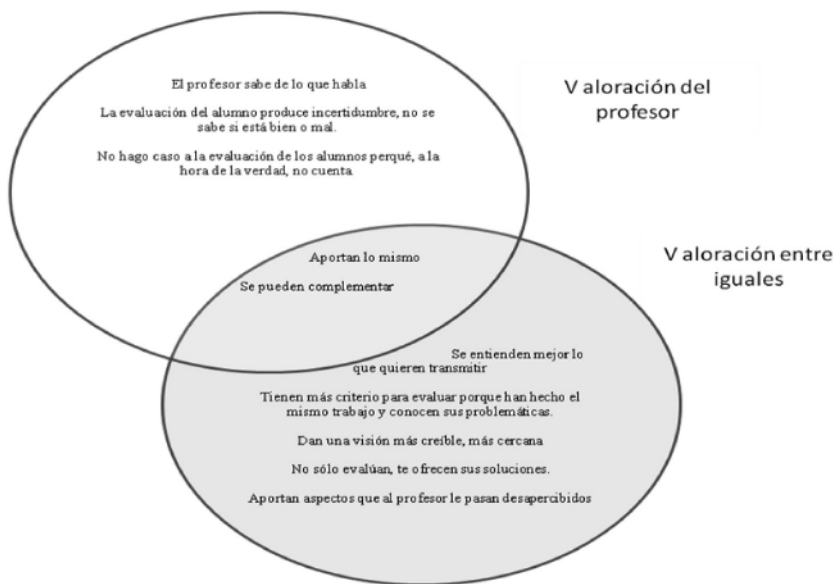 El profesor sabe de lo que habla
La evaluación del alumno produce incertidumbre, no se
sabe si está bien o mal.
No hago caso a la evaluación de los alumnos perqué, a la
hora de la verdad, no cuenta
V aloración del
profesor
Aportan lo mismo
Se pueden complementar
V aloración entre
iguales
Se entienden mejor lo
que quieren transmitir
Tienen más criterio para evaluar porque han hecho el
mismo trabajo y conocen sus problemáticas.
Dan una visión más creíble, más cercana
No sólo evalúan, te ofrecen sus soluciones.
Aportan aspectos que al profesor le pasan desapercibidos